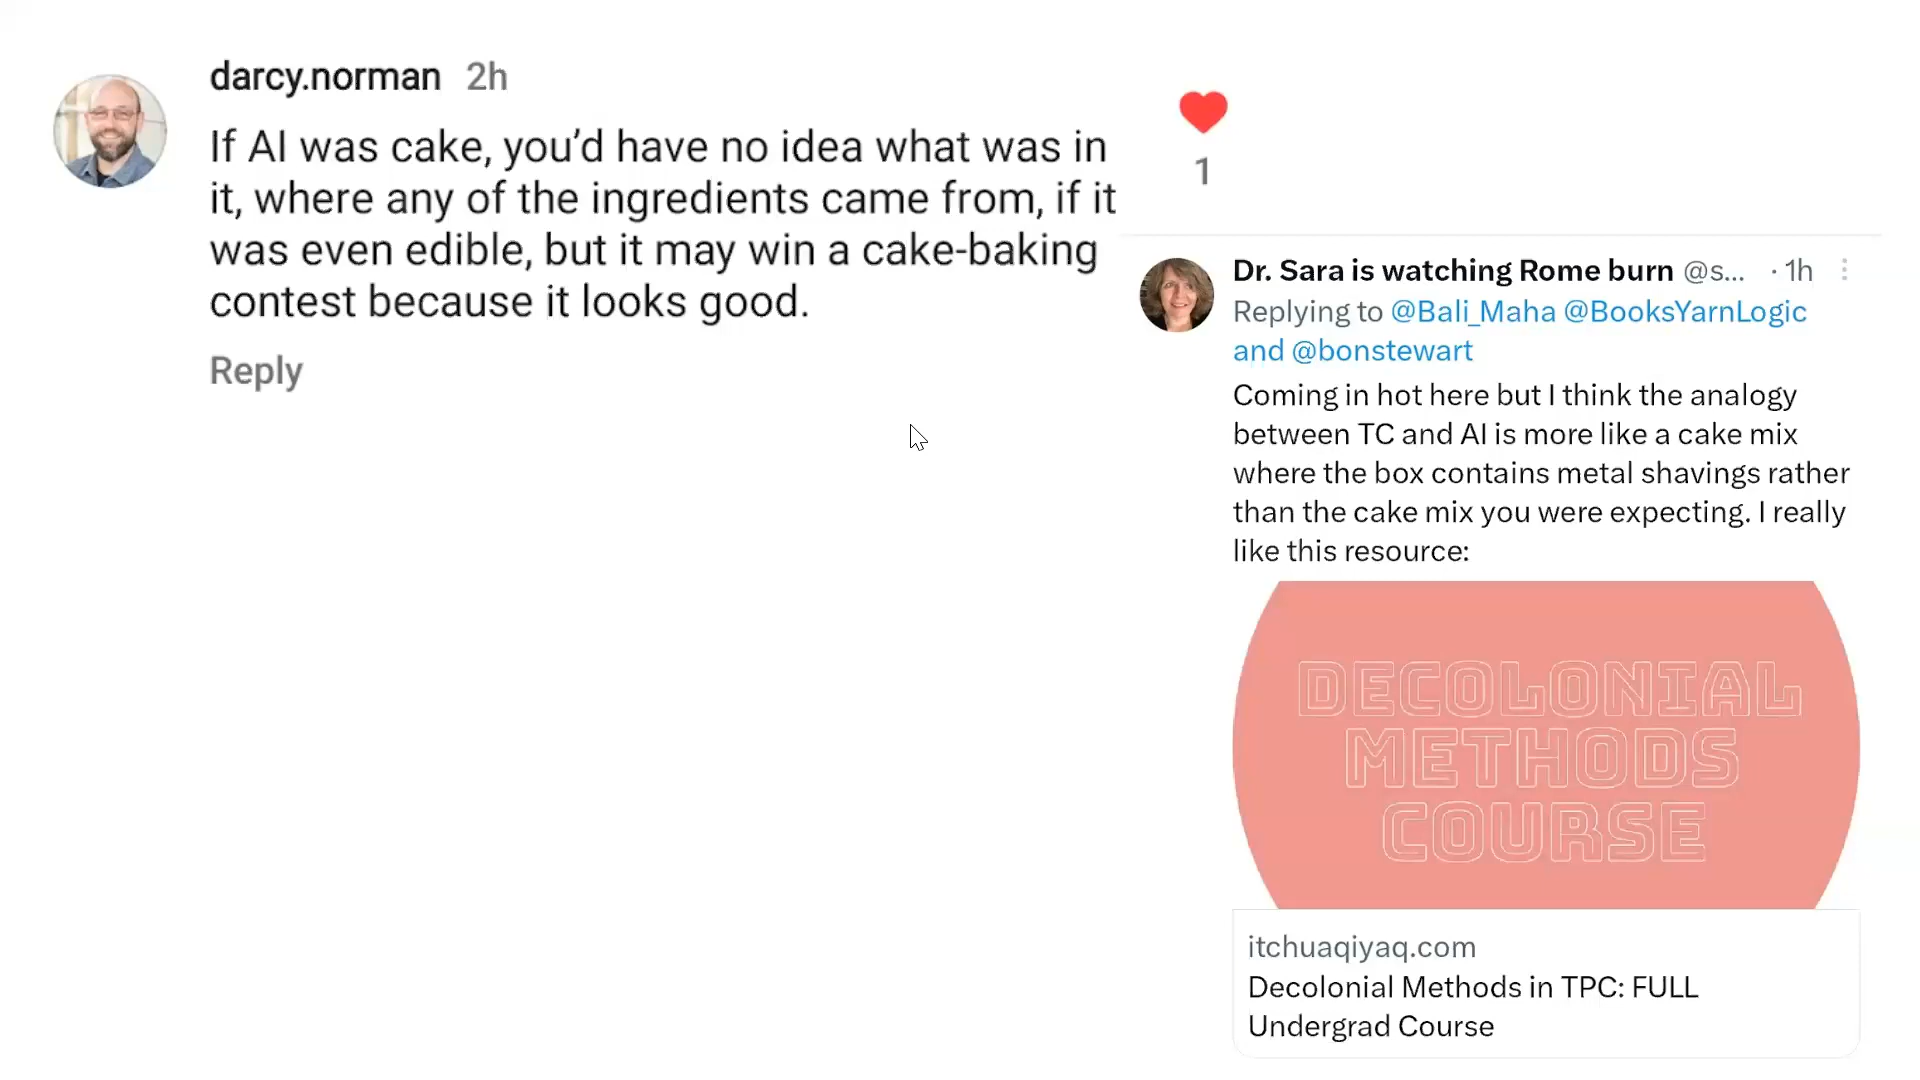 darcy.norman 2h
If AI was cake, you’d have no idea what was in
it, where any of the ingredients came from, if it
was even edible, but it may win a cake-baking
contest because it looks good.
Reply
1
Dr. Sara is watching Rome burn @s... · 1h
Replying to @Bali_Maha @BooksYarnLogic
and @bonstewart
Coming in hot here but I think the analogy
between TC and AI is more like a cake mix
where the box contains metal shavings rather
than the cake mix you were expecting. I really
like this resource:
DECOLONIAL
METHODS
COURSE
itchuaqiyaq.com
Decolonial Methods in TPC: FULL
Undergrad Course